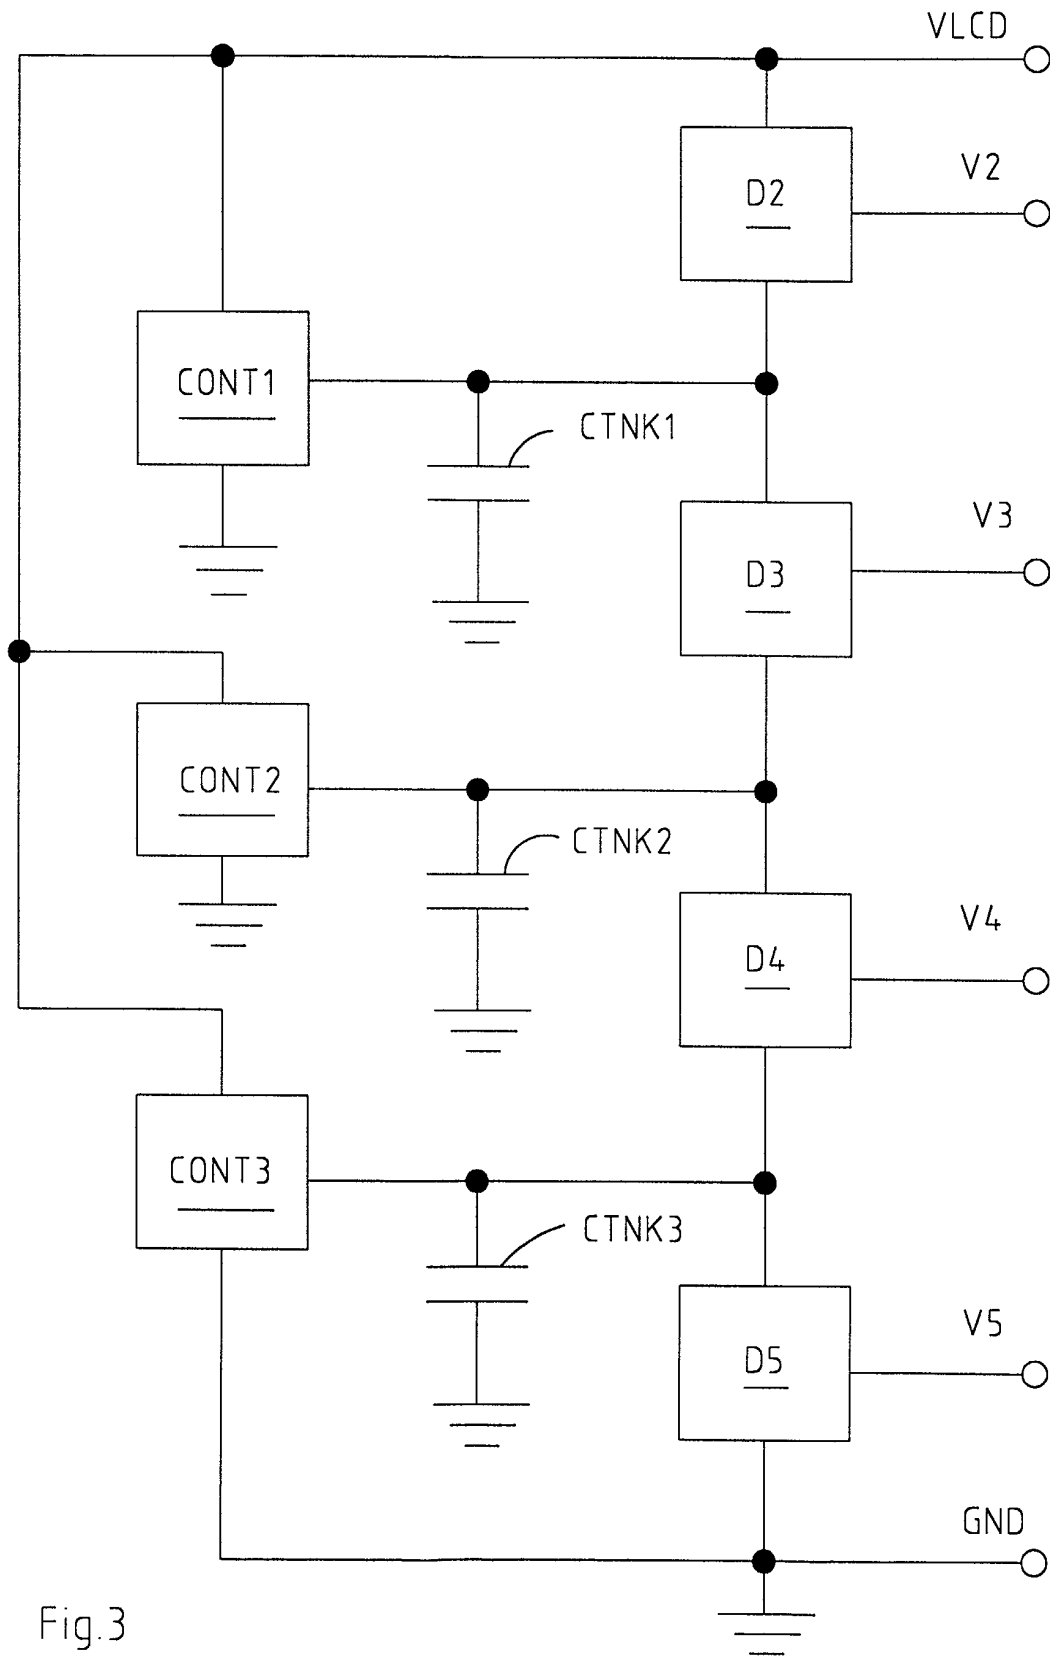 VLCD
V2
D2
CONT1
CTNK1
V3
D3
CONT2
CTNK2
V4
D4
CONT3
CTNK3
V5
D5
GND
Fig.3